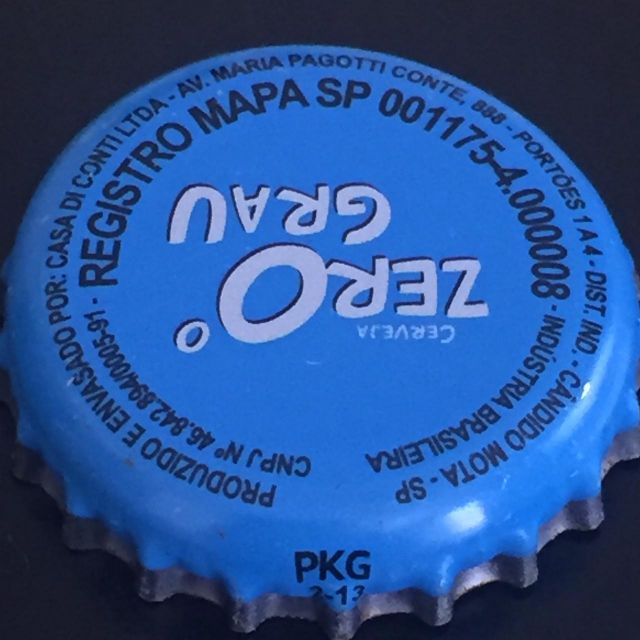 PRODUZIDO E ENVASADO POR: CASA DI CONTI LTDA - AV. MARIA PAGOTTI CONTE, 888 - PORTÕES 1 A 4 - DIST. IND. - CÂNDIDO MOTA - SP
CNPJ Nº 46.842.894/0005-91 - REGISTRO MAPA SP 001175-4.000008 - INDÚSTRIA BRASILEIRA
CERVEJA
ZERO°
GRAU
PKG